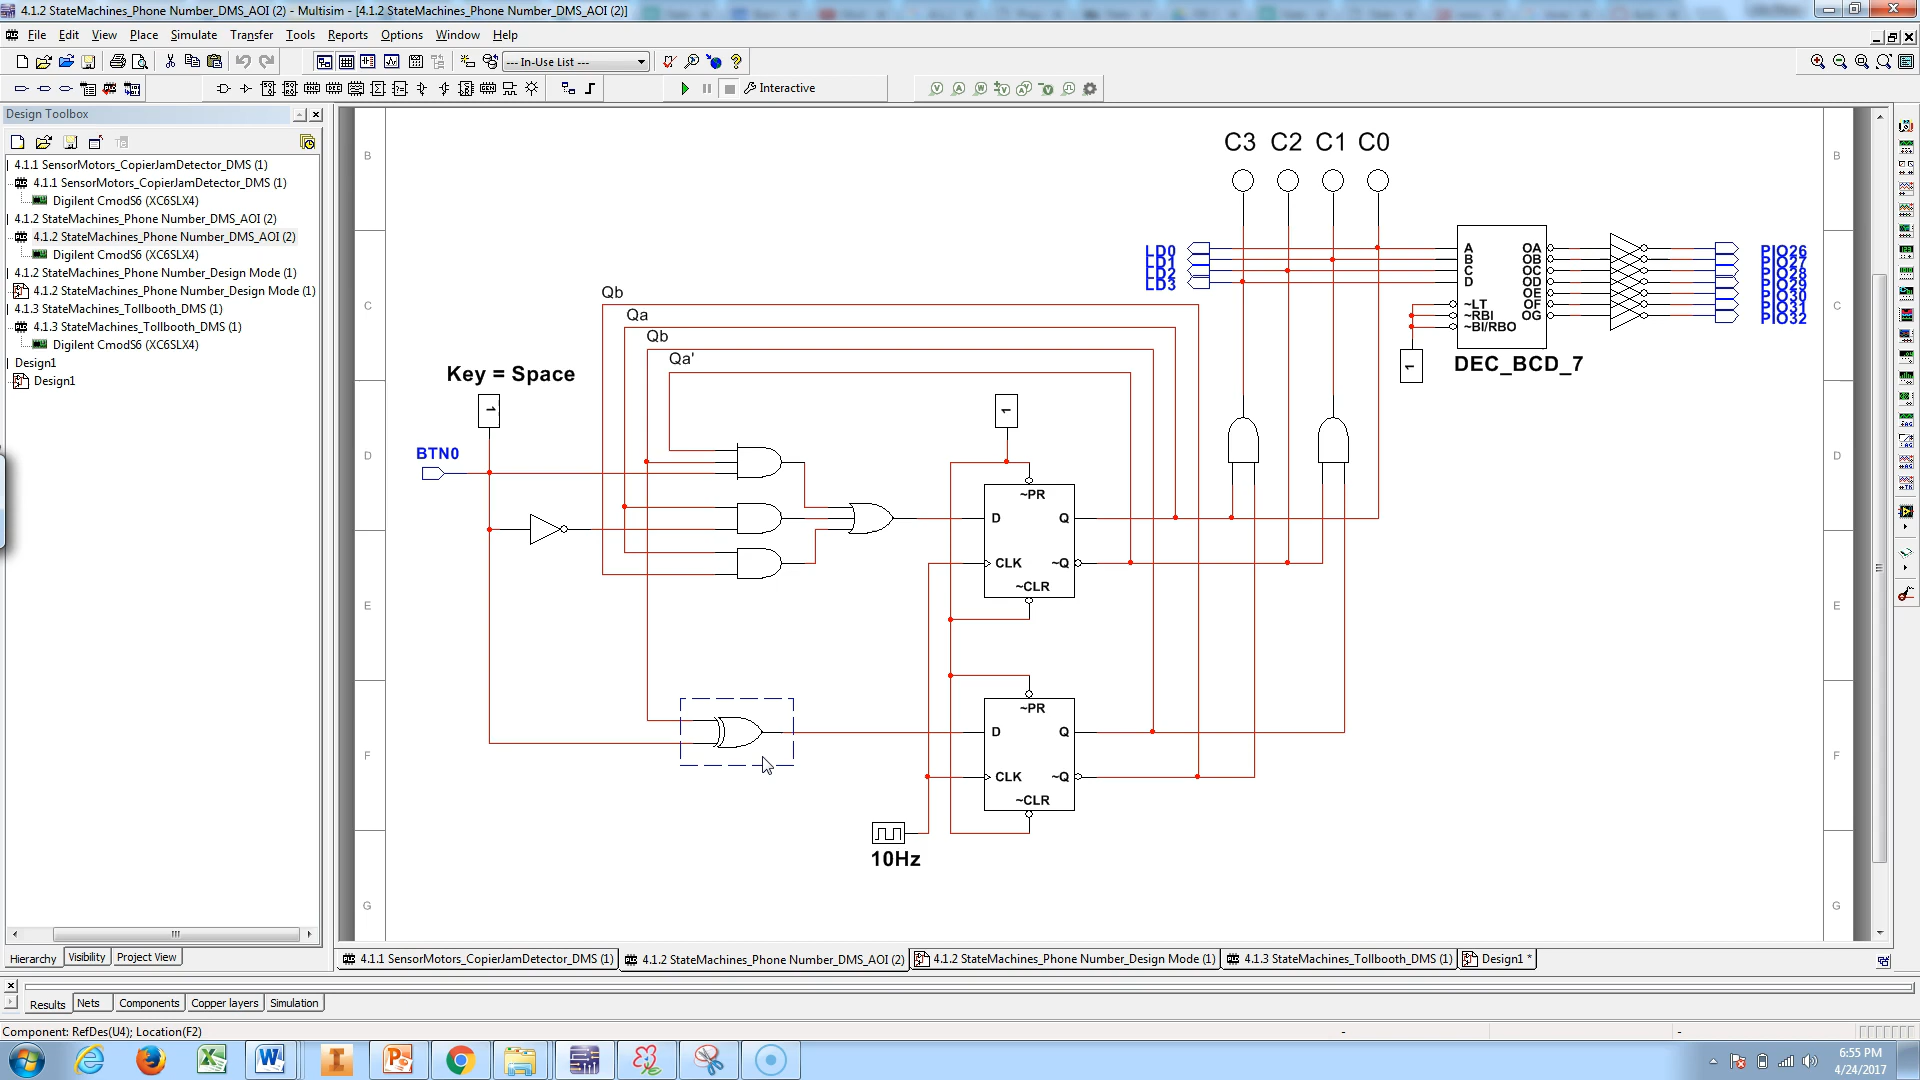 4.1.2 StateMachines_Phone Number_DMS_AOI (2) - Multisim - [4.1.2 StateMachines_Phone Number_DMS_AOI (2)]
File Edit View Place Simulate Transfer Tools Reports Options Window Help
--- In-Use List ---
Interactive
Design Toolbox
4.1.1 SensorMotors_CopierJamDetector_DMS (1)
4.1.1 SensorMotors_CopierJamDetector_DMS (1)
Digilent CmodS6 (XC6SLX4)
4.1.2 StateMachines_Phone Number_DMS_AOI (2)
4.1.2 StateMachines_Phone Number_DMS_AOI (2)
Digilent CmodS6 (XC6SLX4)
4.1.2 StateMachines_Phone Number_Design Mode (1)
4.1.2 StateMachines_Phone Number_Design Mode (1)
4.1.3 StateMachines_Tollbooth_DMS (1)
4.1.3 StateMachines_Tollbooth_DMS (1)
Digilent CmodS6 (XC6SLX4)
Design1
Design1
Hierarchy Visibility Project View
B
C
D
E
F
G
B
C
D
E
F
G
C3 C2 C1 C0
LD0
LD1
LD2
LD3
A
B
C
D
~LT
~RBI
~BI/RBO
OA
OB
OC
OD
OE
OF
OG
DEC_BCD_7
1
PIO26
PIO27
PIO28
PIO29
PIO30
PIO31
PIO32
Qb
Qa
Qb
Qa'
Key = Space
1
BTN0
1
~PR
D Q
CLK ~Q
~CLR
~PR
D Q
CLK ~Q
~CLR
10Hz
4.1.1 SensorMotors_CopierJamDetector_DMS (1) 4.1.2 StateMachines_Phone Number_DMS_AOI (2) 4.1.2 StateMachines_Phone Number_Design Mode (1) 4.1.3 StateMachines_Tollbooth_DMS (1) Design1 *
Results Nets Components Copper layers Simulation
Component: RefDes(U4); Location(F2) - -
6:55 PM
4/24/2017